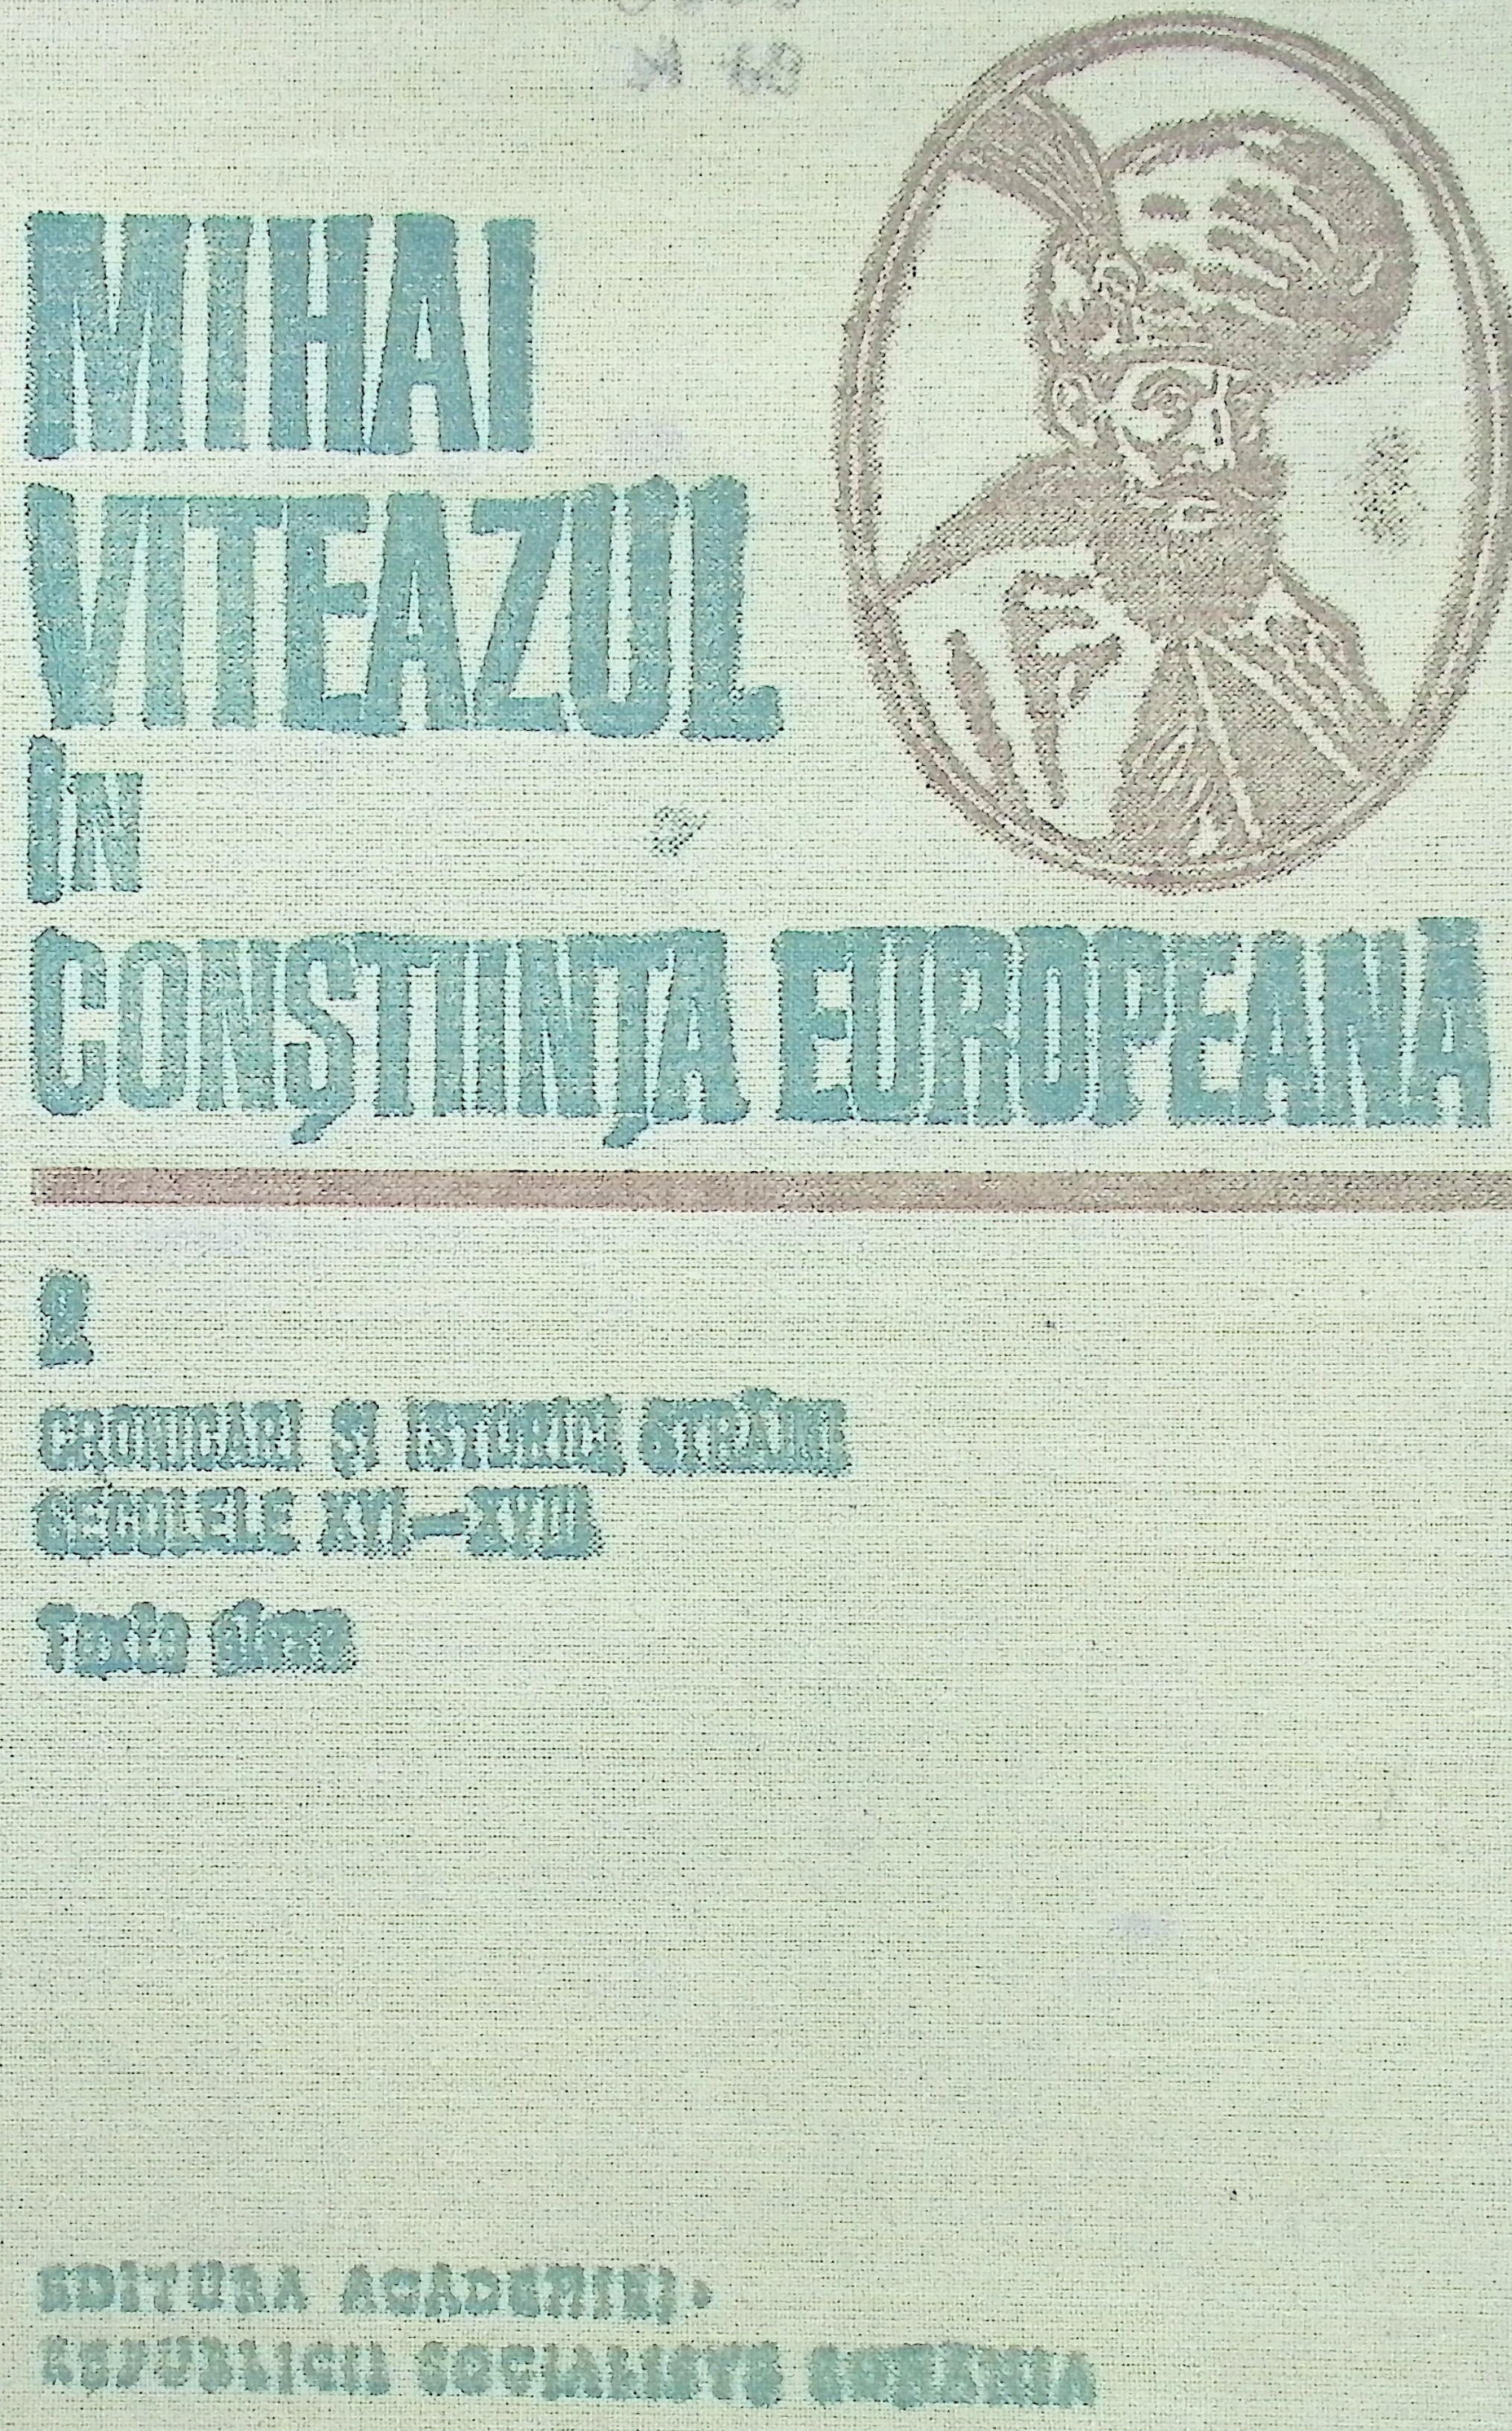 MIHAI
VITEAZUL
ÎN
CONȘTIINȚA EUROPEANĂ
2
CRONICARI ȘI ISTORICI STRĂINI
SECOLELE XVI—XVIII
Texte alese
EDITURA ACADEMIEI
REPUBLICII SOCIALISTE ROMÂNIA